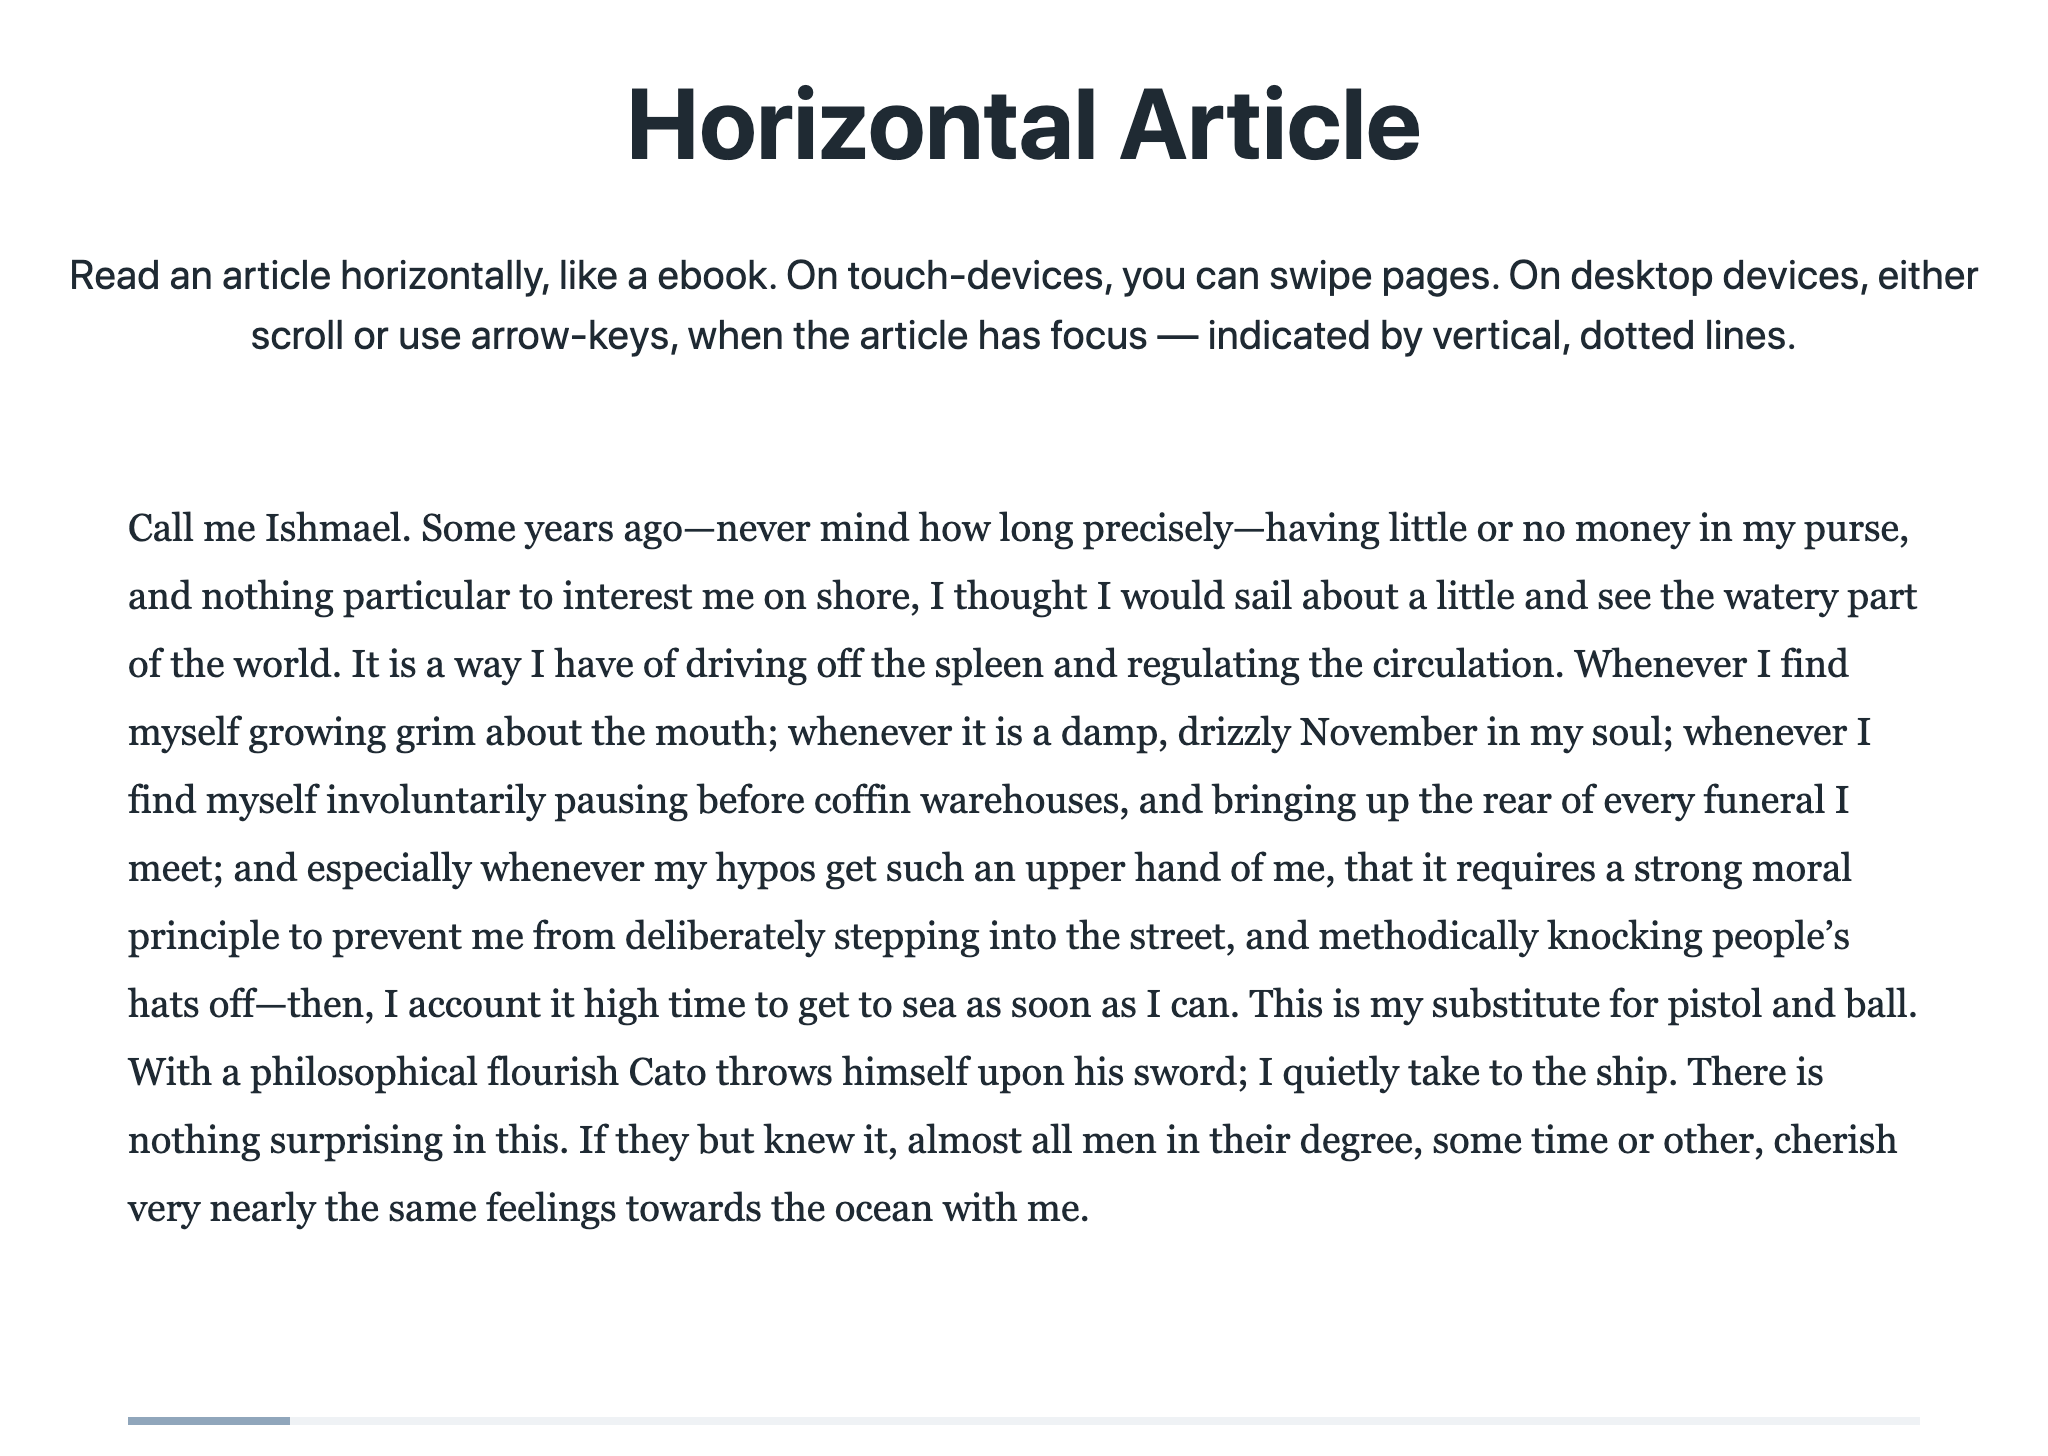 Horizontal Article
Read an article horizontally, like a ebook. On touch-devices, you can swipe pages. On desktop devices, either
scroll or use arrow-keys, when the article has focus — indicated by vertical, dotted lines.
Call me Ishmael. Some years ago—never mind how long precisely—having little or no money in my purse,
and nothing particular to interest me on shore, I thought I would sail about a little and see the watery part
of the world. It is a way I have of driving off the spleen and regulating the circulation. Whenever I find
myself growing grim about the mouth; whenever it is a damp, drizzly November in my soul; whenever I
find myself involuntarily pausing before coffin warehouses, and bringing up the rear of every funeral I
meet; and especially whenever my hypos get such an upper hand of me, that it requires a strong moral
principle to prevent me from deliberately stepping into the street, and methodically knocking people’s
hats off—then, I account it high time to get to sea as soon as I can. This is my substitute for pistol and ball.
With a philosophical flourish Cato throws himself upon his sword; I quietly take to the ship. There is
nothing surprising in this. If they but knew it, almost all men in their degree, some time or other, cherish
very nearly the same feelings towards the ocean with me.